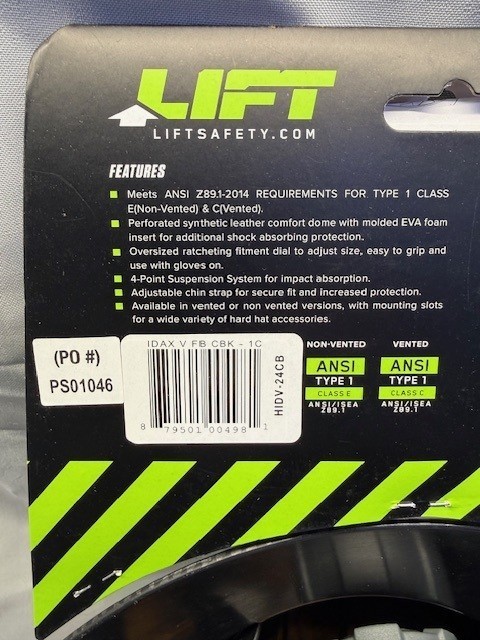 LIFT
LIFTSAFETY.COM
FEATURES
Meets ANSI Z89.1-2014 REQUIREMENTS FOR TYPE 1 CLASS
E(Non-Vented) & C(Vented).
Perforated synthetic leather comfort dome with molded EVA foam
insert for additional shock absorbing protection.
Oversized ratcheting fitment dial to adjust size, easy to grip and
use with gloves on.
4-Point Suspension System for impact absorption.
Adjustable chin strap for secure fit and increased protection.
Available in vented or non vented versions, with mounting slots
for a wide variety of hard hat accessories.
(PO #)
PS01046
IDAX V FB CBK - 1C
8 79501 00498 1
HIDV-24CB
NON-VENTED
ANSI
TYPE 1
CLASS E
ANSI/ISEA
Z89.1
VENTED
ANSI
TYPE 1
CLASS C
ANSI/ISEA
Z89.1